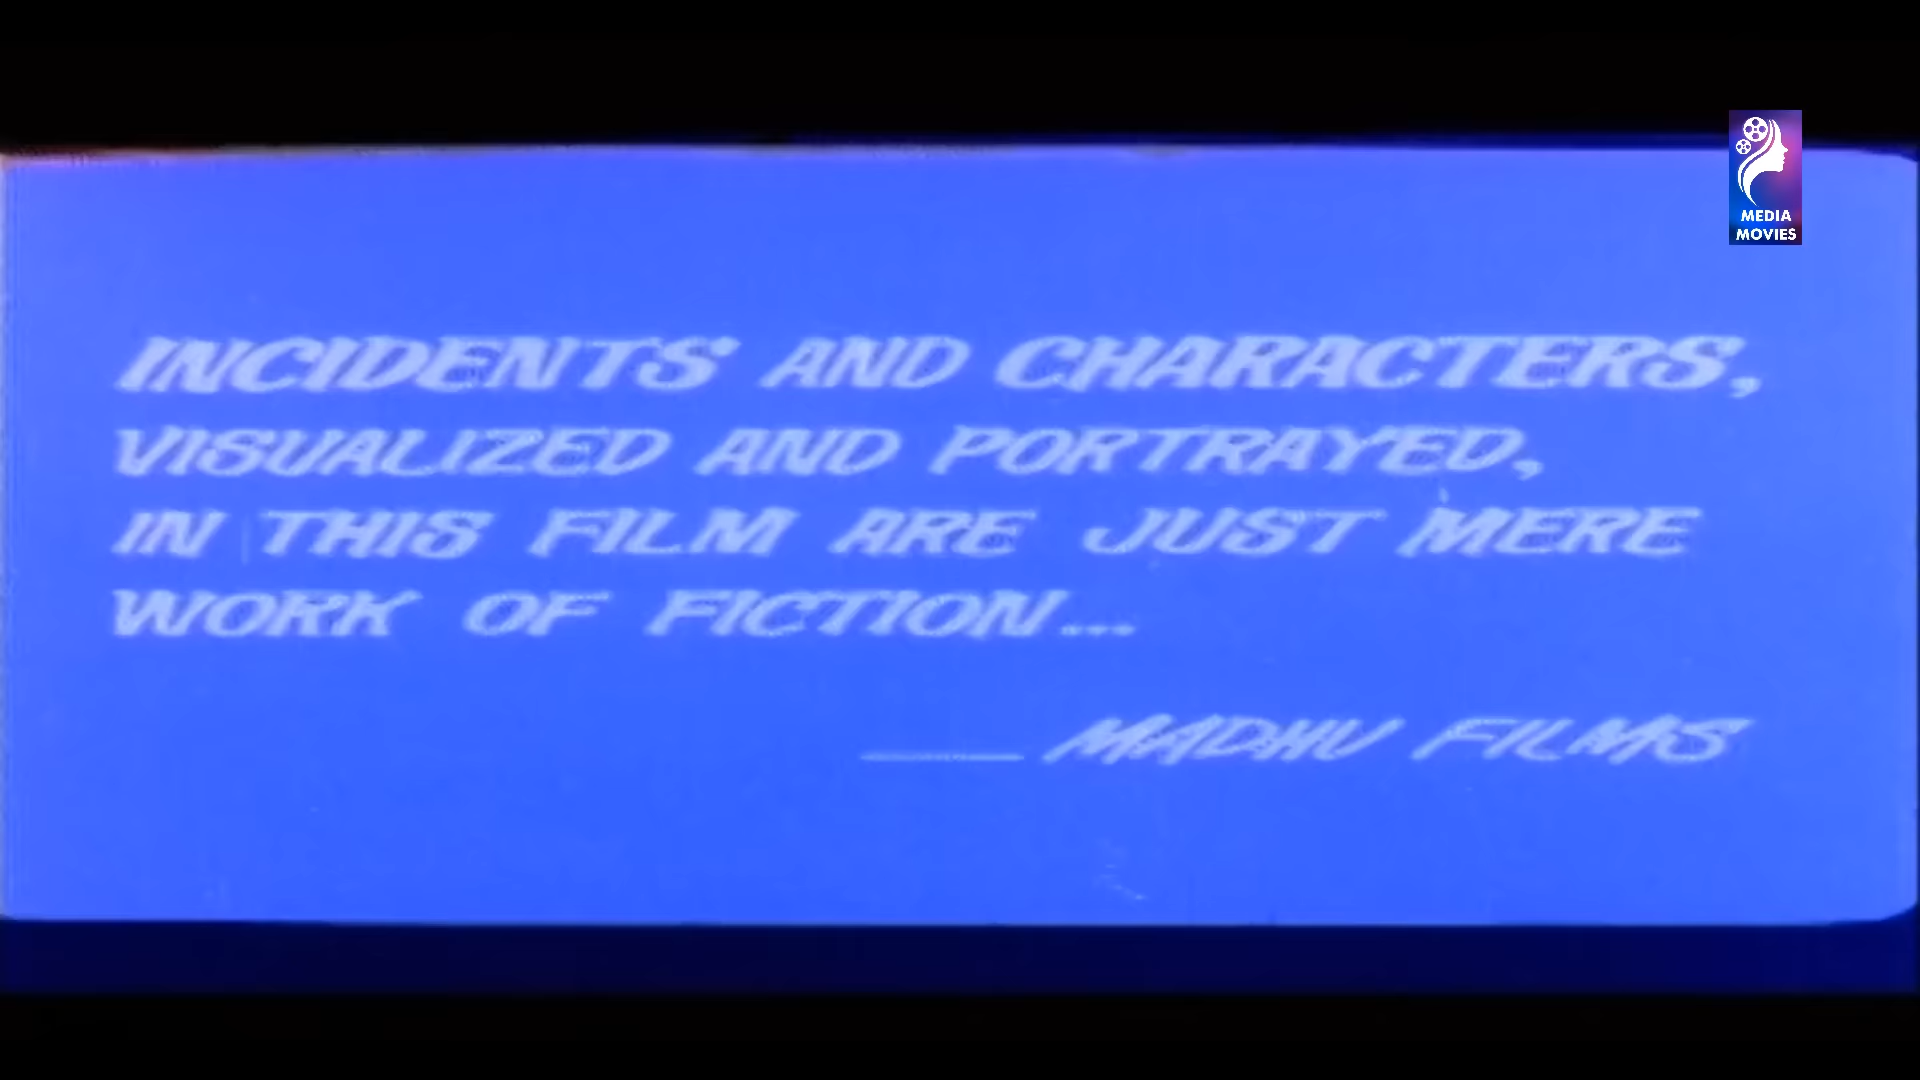 MEDIA
MOVIES
INCIDENTS AND CHARACTERS,
VISUALIZED AND PORTRAYED,
IN THIS FILM ARE JUST MERE
WORK OF FICTION...
___ MADHU FILMS